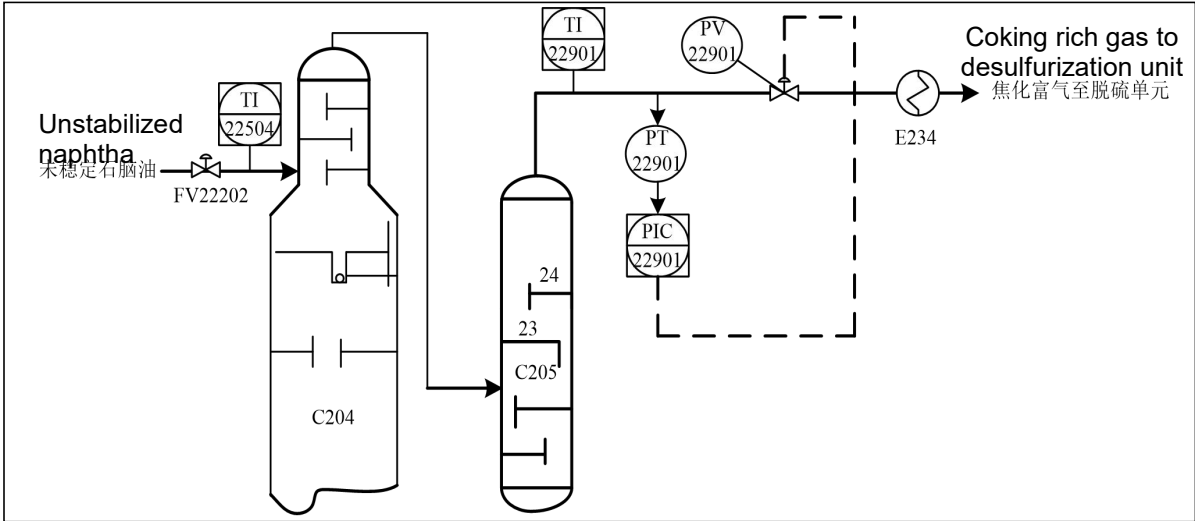 Unstabilized
naphtha
未稳定石脑油
FV22202
TI
22504
C204
TI
22901
PV
22901
PT
22901
PIC
22901
24
23
C205
E234
Coking rich gas to
desulfurization unit
焦化富气至脱硫单元